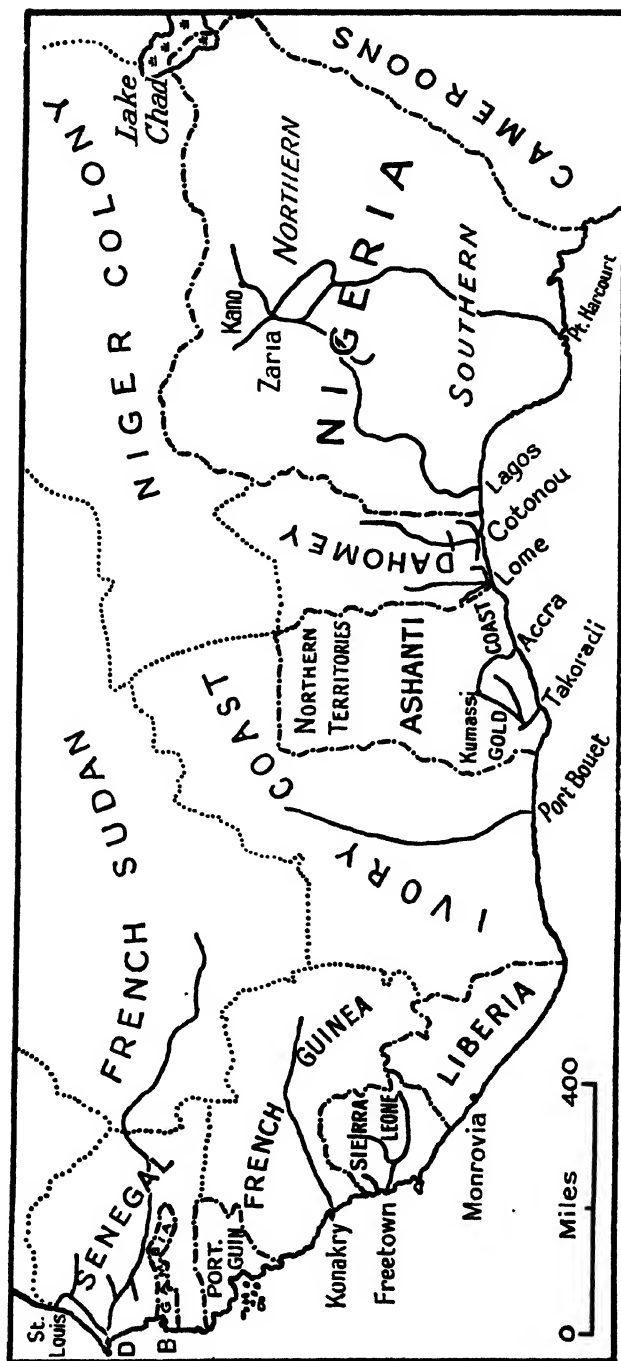 FRENCH SUDAN
NIGER COLONY
Lake
Chad
CAMEROONS
St.
Louis
D
B
SENEGAL
GAMBIA
PORT.
GUIN.
FRENCH
GUINEA
Konakry
SIERRA
LEONE
Freetown
LIBERIA
Monrovia
IVORY COAST
Port Bouet
NORTHERN
TERRITORIES
ASHANTI
Kumassi
GOLD COAST
Takoradi
Accra
DAHOMEY
Lome
Cotonou
Lagos
NIGERIA
NORTHERN
SOUTHERN
Kano
Zaria
Pt. Harcourt
0 Miles 400